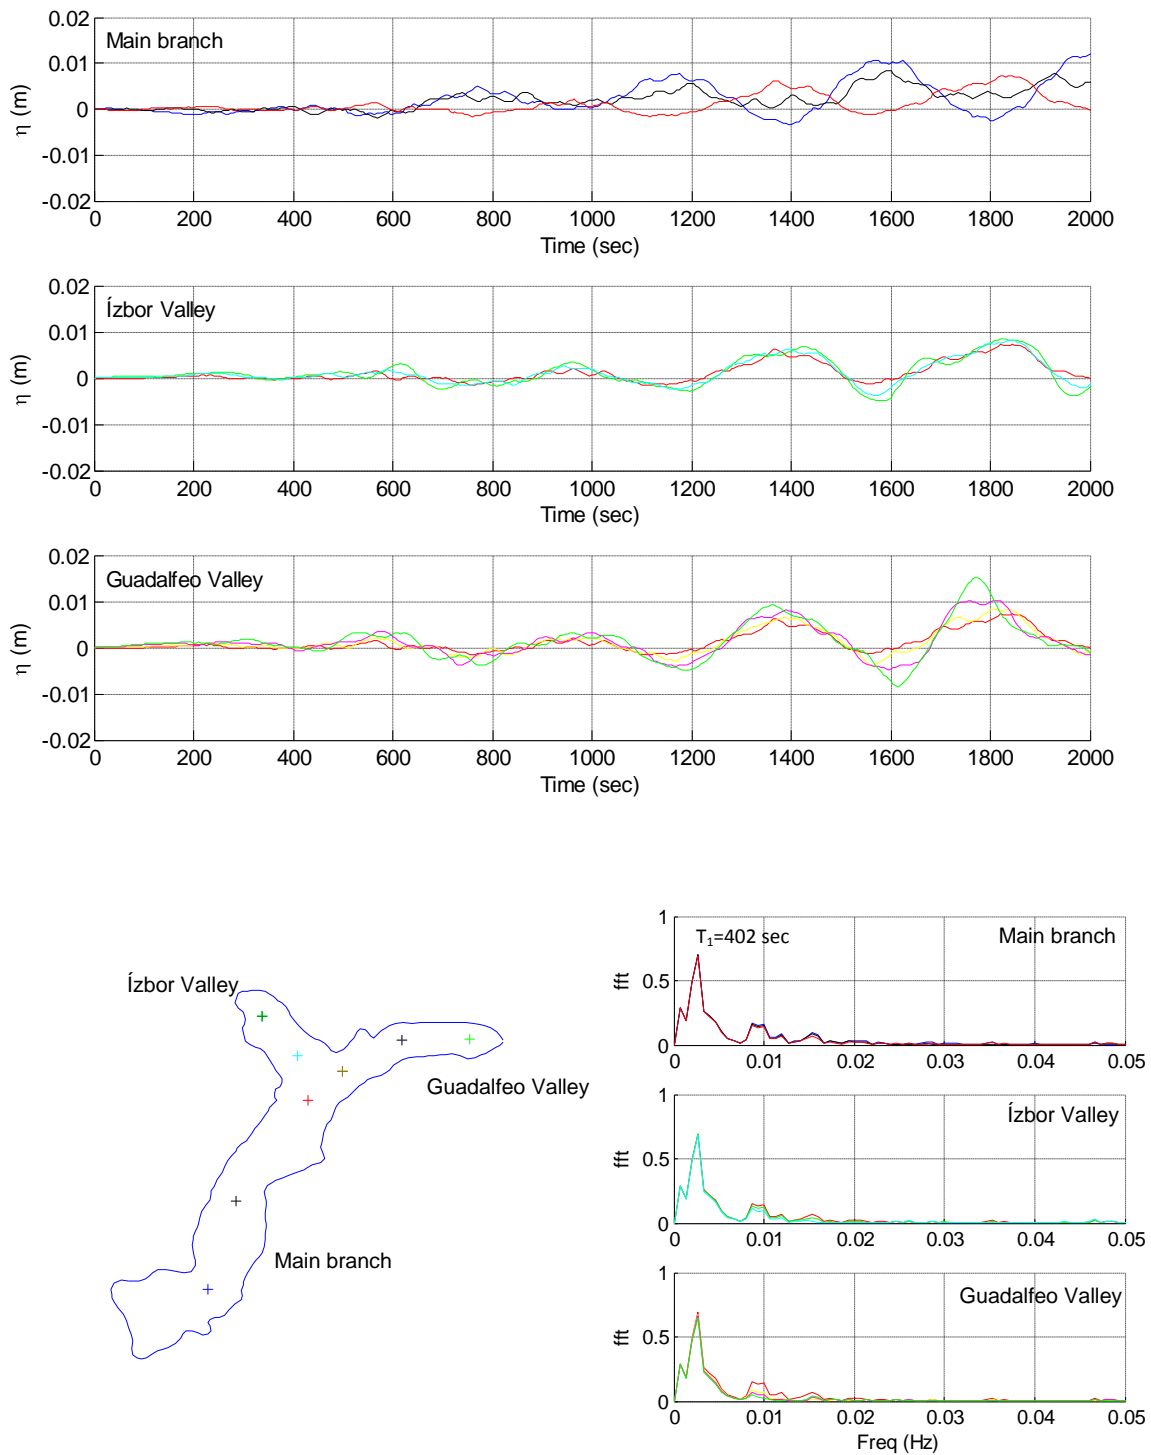 0.02
0.01
0
-0.01
-0.02
η (m)
Main branch
0 200 400 600 800 1000 1200 1400 1600 1800 2000
Time (sec)
0.02
0.01
0
-0.01
-0.02
η (m)
Ízbor Valley
0 200 400 600 800 1000 1200 1400 1600 1800 2000
Time (sec)
0.02
0.01
0
-0.01
-0.02
η (m)
Guadalfeo Valley
0 200 400 600 800 1000 1200 1400 1600 1800 2000
Time (sec)
Ízbor Valley
Guadalfeo Valley
Main branch
1
0.5
0
fft
T1=402 sec
Main branch
0 0.01 0.02 0.03 0.04 0.05
1
0.5
0
fft
Ízbor Valley
0 0.01 0.02 0.03 0.04 0.05
1
0.5
0
fft
Guadalfeo Valley
0 0.01 0.02 0.03 0.04 0.05
Freq (Hz)